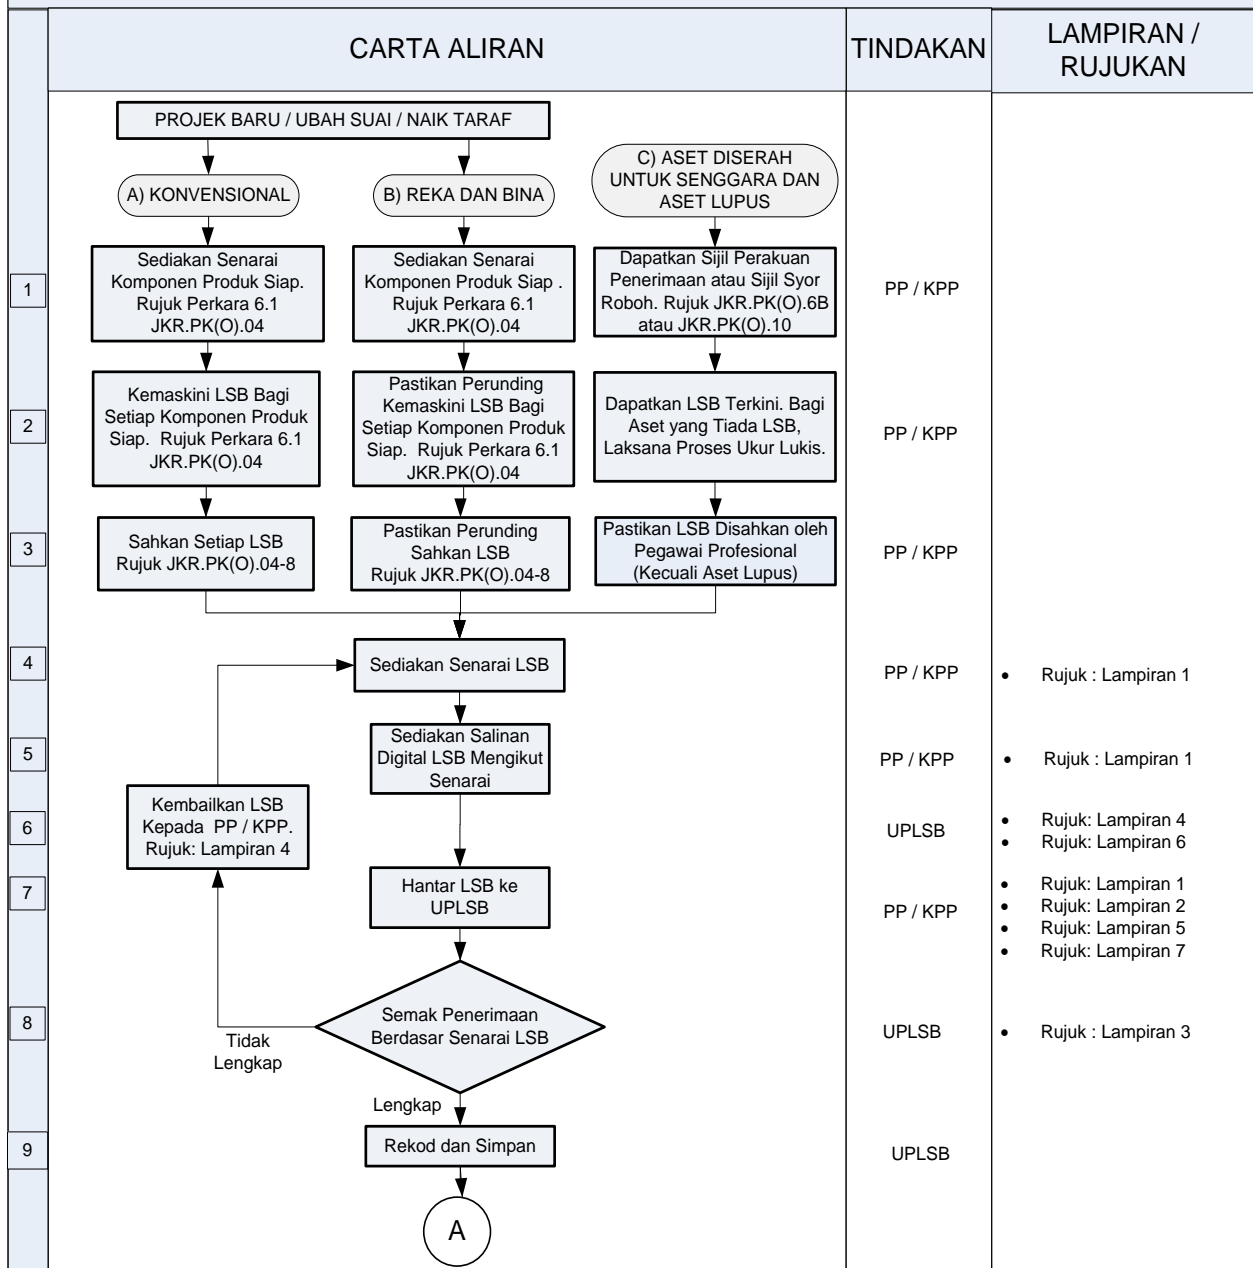 CARTA ALIRAN
TINDAKAN
LAMPIRAN /
RUJUKAN
PROJEK BARU / UBAH SUAI / NAIK TARAF
A) KONVENSIONAL
B) REKA DAN BINA
C) ASET DISERAH
UNTUK SENGGARA DAN
ASET LUPUS
1
Sediakan Senarai
Komponen Produk Siap.
Rujuk Perkara 6.1
JKR.PK(O).04
Sediakan Senarai
Komponen Produk Siap .
Rujuk Perkara 6.1
JKR.PK(O).04
Dapatkan Sijil Perakuan
Penerimaan atau Sijil Syor
Roboh. Rujuk JKR.PK(O).6B
atau JKR.PK(O).10
PP / KPP
2
Kemaskini LSB Bagi
Setiap Komponen Produk
Siap. Rujuk Perkara 6.1
JKR.PK(O).04
Pastikan Perunding
Kemaskini LSB Bagi
Setiap Komponen Produk
Siap. Rujuk Perkara 6.1
JKR.PK(O).04
Dapatkan LSB Terkini. Bagi
Aset yang Tiada LSB,
Laksana Proses Ukur Lukis.
PP / KPP
3
Sahkan Setiap LSB
Rujuk JKR.PK(O).04-8
Pastikan Perunding
Sahkan LSB
Rujuk JKR.PK(O).04-8
Pastikan LSB Disahkan oleh
Pegawai Profesional
(Kecuali Aset Lupus)
PP / KPP
4
Sediakan Senarai LSB
PP / KPP
• Rujuk : Lampiran 1
5
Sediakan Salinan
Digital LSB Mengikut
Senarai
PP / KPP
• Rujuk : Lampiran 1
6
Kembailkan LSB
Kepada PP / KPP.
Rujuk: Lampiran 4
UPLSB
• Rujuk: Lampiran 4
• Rujuk: Lampiran 6
7
Hantar LSB ke
UPLSB
PP / KPP
• Rujuk: Lampiran 1
• Rujuk: Lampiran 2
• Rujuk: Lampiran 5
• Rujuk: Lampiran 7
8
Semak Penerimaan
Berdasar Senarai LSB
Tidak
Lengkap
UPLSB
• Rujuk : Lampiran 3
Lengkap
9
Rekod dan Simpan
UPLSB
A